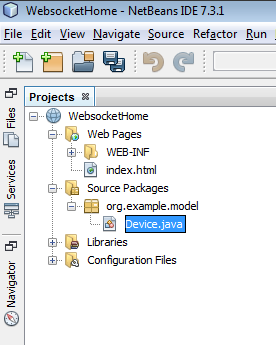 WebsocketHome - NetBeans IDE 7.3.1
File Edit View Navigate Source Refactor Run
Projects
WebsocketHome
Web Pages
WEB-INF
index.html
Source Packages
org.example.model
Device.java
Libraries
Configuration Files
Files
Services
Navigator